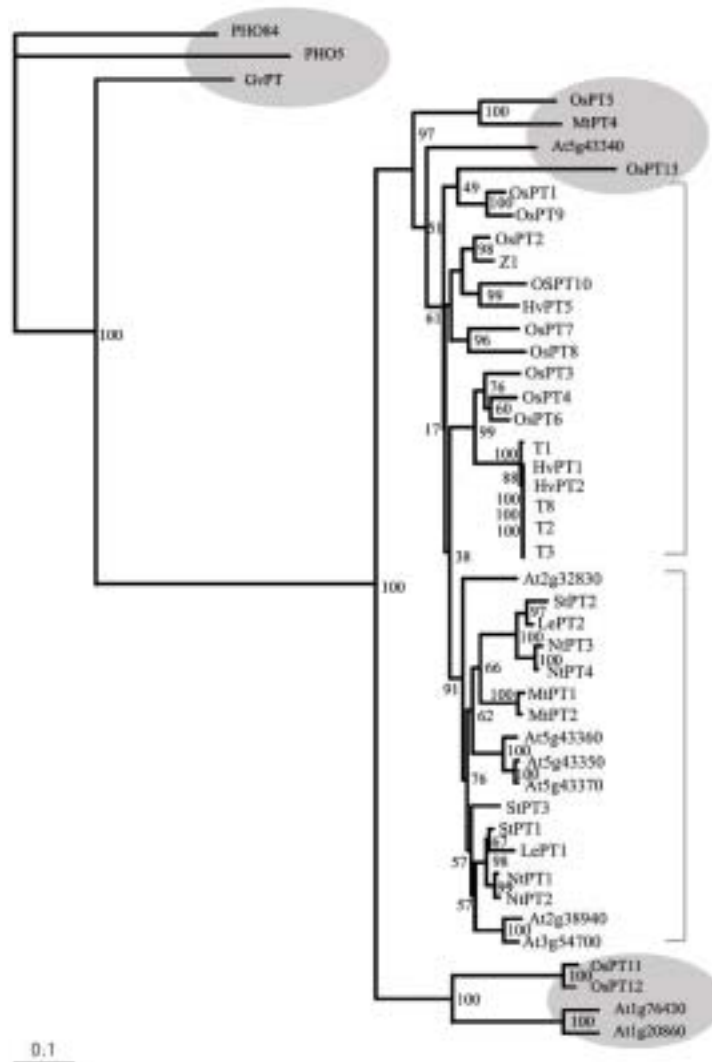 PHO84
PHO5
GvPT
OsPT5
100
MtPT4
97
At5g43340
OsPT13
49
OsPT1
100
OsPT9
51
OsPT2
98
Z1
OSPT10
99
HvPT5
61
OsPT7
100
96
OsPT8
OsPT3
76
OsPT4
60
OsPT6
17
99
T1
100
HvPT1
88
HvPT2
100
T8
100
T2
100
T3
38
At2g32830
100
StPT2
97
LePT2
100
NtPT3
100
NtPT4
66
91
100
MtPT1
MtPT2
62
At5g43360
100
At5g43350
100
At5g43370
76
StPT3
StPT1
67
LePT1
57
98
NtPT1
99
NtPT2
57
At2g38940
100
At3g54700
OsPT11
100
OsPT12
100
At1g76430
100
At1g20860
0.1